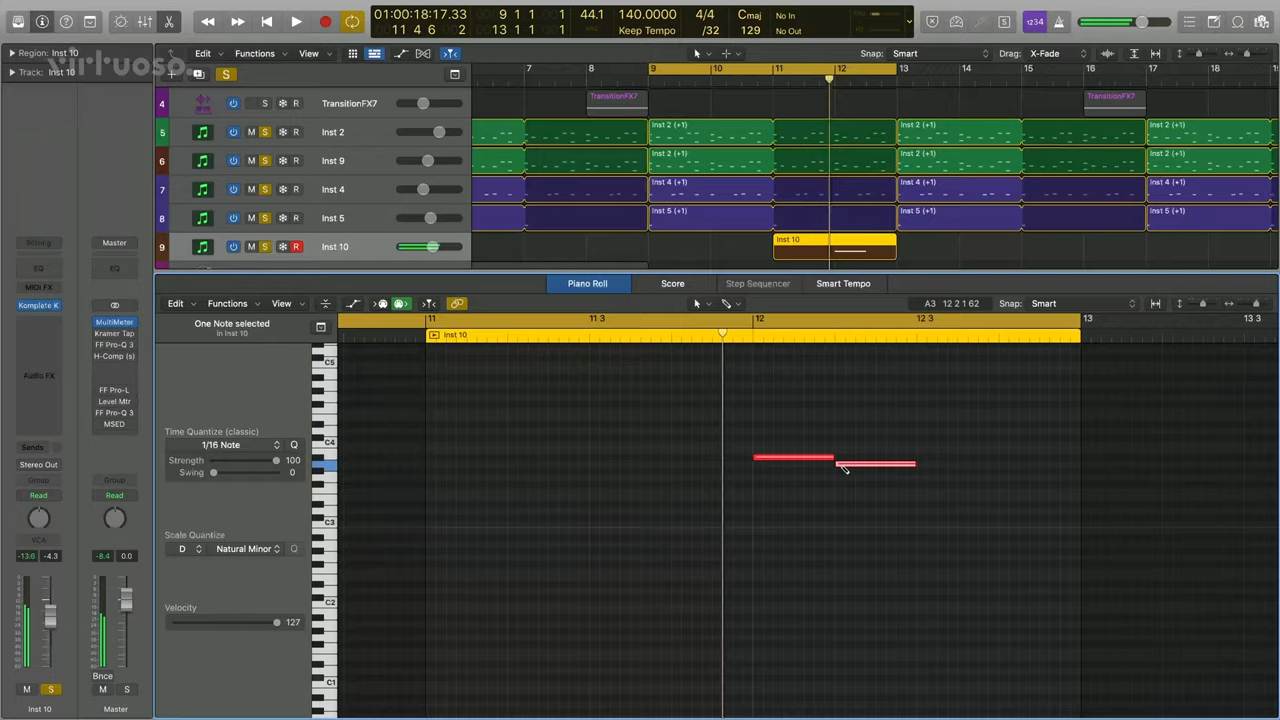 01:00:18:17.33 9 1 1 1 44.1 140.0000 4/4 Cmaj No In
11 4 6 2 13 1 1 1 Keep Tempo /32 129 No Out
1234
Region: Inst 10
Track: Inst 10
virtuoso.
Edit Functions View Snap: Smart Drag: X-Fade
S
7 8 9 10 11 12 13 14 15 16 17 18
4 S R TransitionFX7
TransitionFX7 TransitionFX7
5 M S R Inst 2
Inst 2 (+1) Inst 2 (+1) Inst 2 (+1)
6 M S R Inst 9
Inst 2 (+1) Inst 2 (+1) Inst 2 (+1)
7 M S R Inst 4
Inst 4 (+1) Inst 4 (+1) Inst 4 (+1)
8 M S R Inst 5
Inst 5 (+1) Inst 5 (+1) Inst 5 (+1)
9 M S R Inst 10
Inst 10
Piano Roll Score Step Sequencer Smart Tempo
Edit Functions View A3 12 2 1 62 Snap: Smart
One Note selected
in Inst 10
11 11 3 12 12 3 13 13 3
Inst 10
C5
C4
C3
C2
C1
Time Quantize (classic)
1/16 Note Q
Strength 100
Swing 0
Scale Quantize
D Natural Minor Q
Velocity
127
Master
EQ EQ
MIDI FX
Komplete K
MultiMeter
Kramer Tap
FF Pro-Q 3
H-Comp (s)
Audio FX
FF Pro-L
Level Mtr
FF Pro-Q 3
MSED
Sends
Stereo Out
Group Group
Read Read
VCA
-13.6 -4.3 -8.4 0.0
Bnce
M S M S
Inst 10 Master